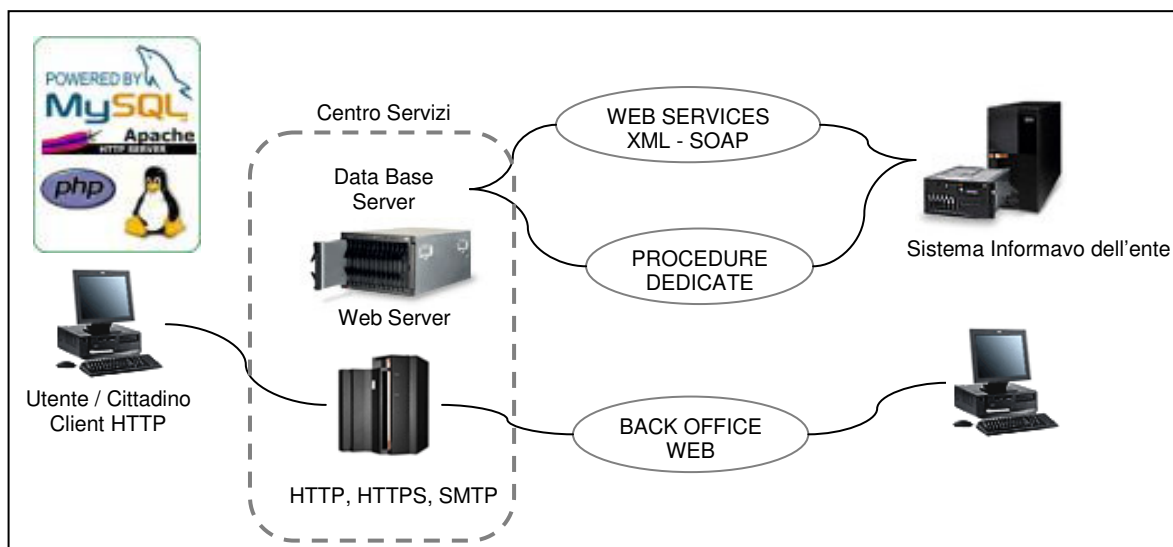 POWERED BY
MySQL
Apache
HTTP SERVER
php
Centro Servizi
Data Base
Server
Web Server
HTTP, HTTPS, SMTP
Utente / Cittadino
Client HTTP
WEB SERVICES
XML - SOAP
PROCEDURE
DEDICATE
BACK OFFICE
WEB
Sistema Informavo dell'ente